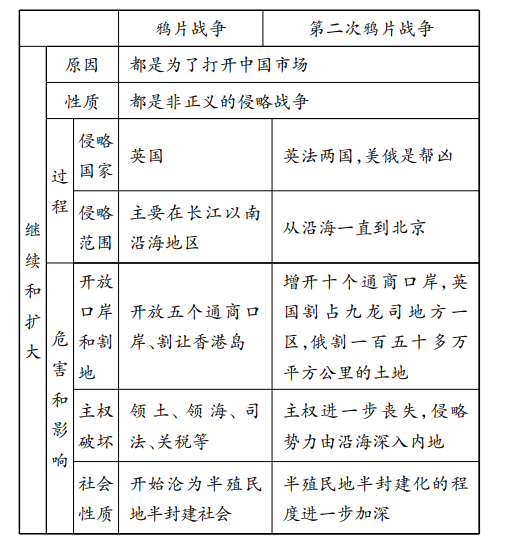 鸦片战争 第二次鸦片战争
继续和扩大
原因 都是为了打开中国市场
性质 都是非正义的侵略战争
过程
侵略
国家
英国
英法两国,美俄是帮凶
侵略
范围
主要在长江以南
沿海地区
从沿海一直到北京
危害和影响
开放
口岸
和割
地
开放五个通商口
岸、割让香港岛
增开十个通商口岸,英
国割占九龙司地方一
区,俄割一百五十多万
平方公里的土地
主权
破坏
领土、领海、司
法、关税等
主权进一步丧失,侵略
势力由沿海深入内地
社会
性质
开始沦为半殖民
地半封建社会
半殖民地半封建化的程
度进一步加深